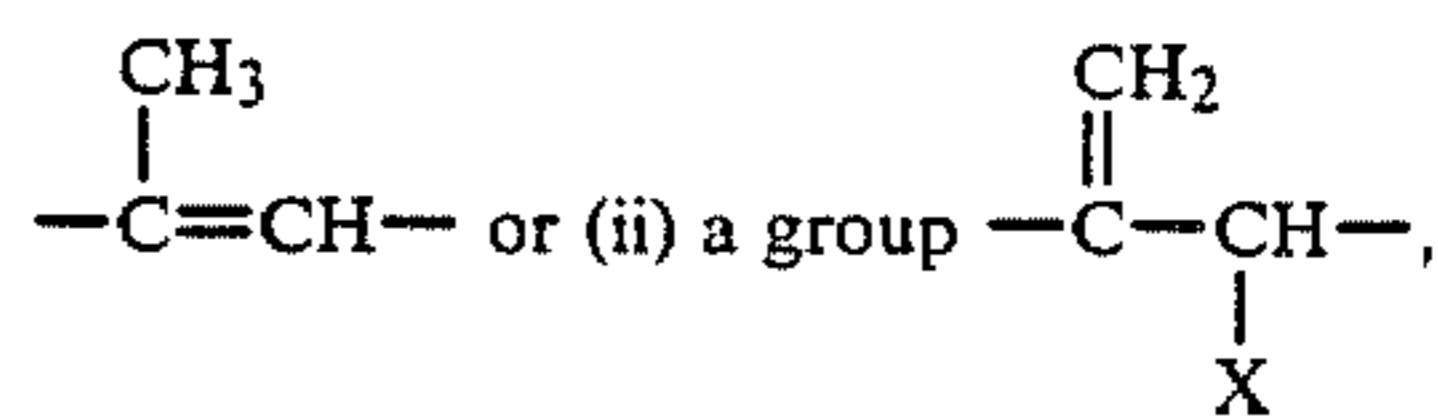 CH3 CH2
—C=CH— or (ii) a group —C—CH—,
X